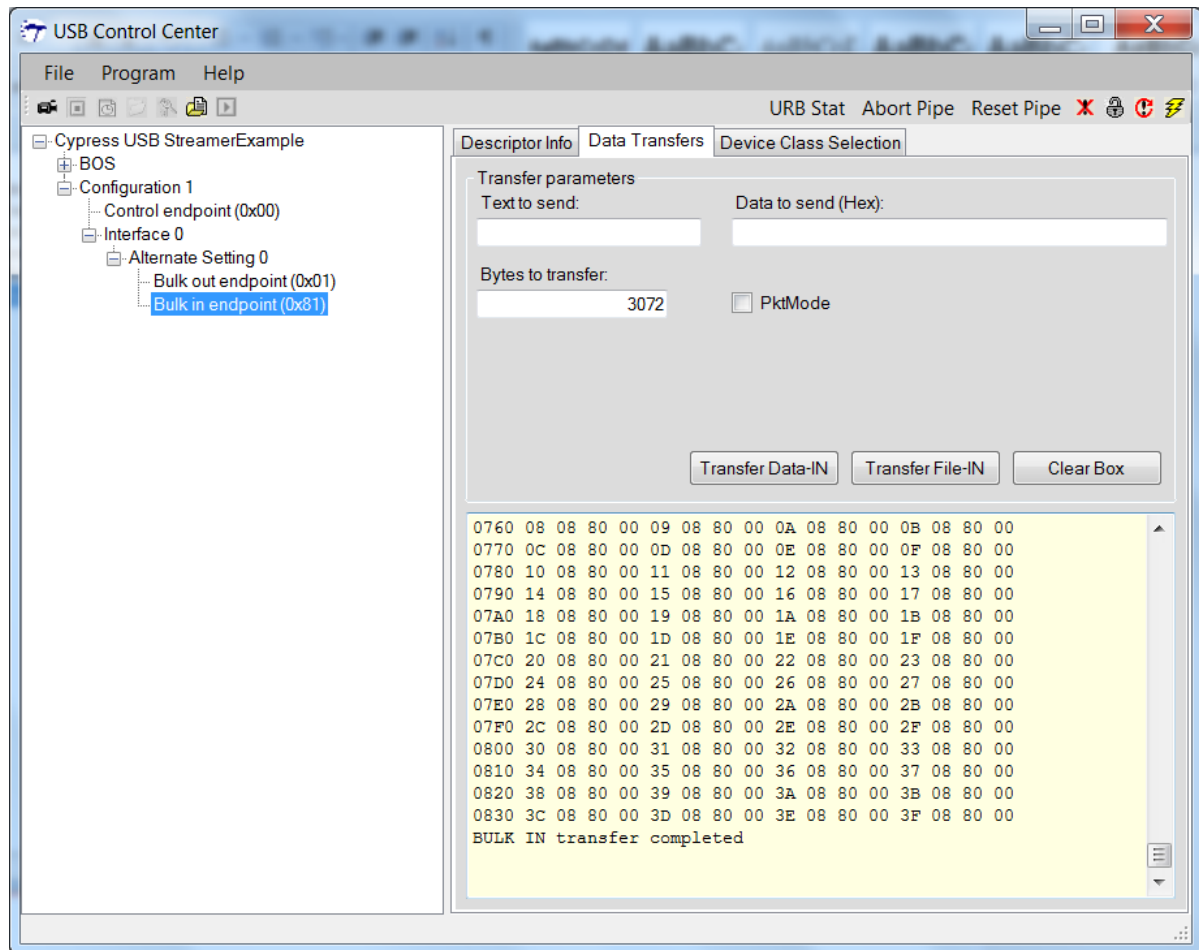 USB Control Center
File Program Help
URB Stat Abort Pipe Reset Pipe
Cypress USB StreamerExample
BOS
Configuration 1
Control endpoint (0x00)
Interface 0
Alternate Setting 0
Bulk out endpoint (0x01)
Bulk in endpoint (0x81)
Descriptor Info Data Transfers Device Class Selection
Transfer parameters
Text to send: Data to send (Hex):
Bytes to transfer:
3072 PktMode
Transfer Data-IN Transfer File-IN Clear Box
0760 08 08 80 00 09 08 80 00 0A 08 80 00 0B 08 80 00
0770 0C 08 80 00 0D 08 80 00 0E 08 80 00 0F 08 80 00
0780 10 08 80 00 11 08 80 00 12 08 80 00 13 08 80 00
0790 14 08 80 00 15 08 80 00 16 08 80 00 17 08 80 00
07A0 18 08 80 00 19 08 80 00 1A 08 80 00 1B 08 80 00
07B0 1C 08 80 00 1D 08 80 00 1E 08 80 00 1F 08 80 00
07C0 20 08 80 00 21 08 80 00 22 08 80 00 23 08 80 00
07D0 24 08 80 00 25 08 80 00 26 08 80 00 27 08 80 00
07E0 28 08 80 00 29 08 80 00 2A 08 80 00 2B 08 80 00
07F0 2C 08 80 00 2D 08 80 00 2E 08 80 00 2F 08 80 00
0800 30 08 80 00 31 08 80 00 32 08 80 00 33 08 80 00
0810 34 08 80 00 35 08 80 00 36 08 80 00 37 08 80 00
0820 38 08 80 00 39 08 80 00 3A 08 80 00 3B 08 80 00
0830 3C 08 80 00 3D 08 80 00 3E 08 80 00 3F 08 80 00
BULK IN transfer completed